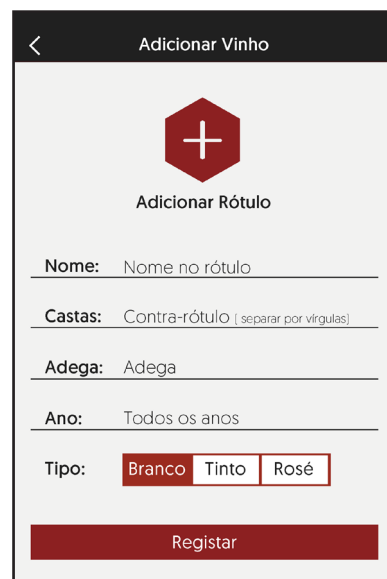 Adicionar Vinho
Adicionar Rótulo
Nome: Nome no rótulo
Castas: Contra-rótulo ( separar por vírgulas)
Adega: Adega
Ano: Todos os anos
Tipo: Branco Tinto Rosé
Registar